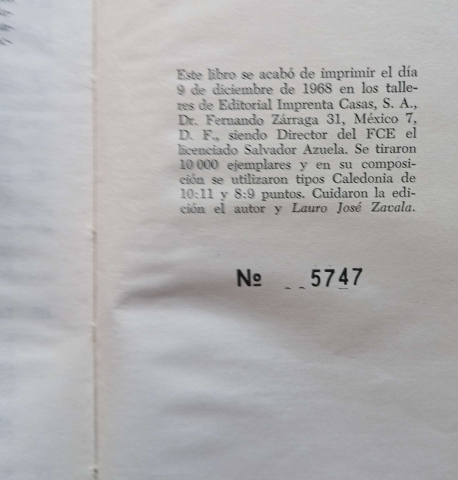 Este libro se acabó de imprimir el día
9 de diciembre de 1968 en los talle-
res de Editorial Imprenta Casas, S. A.,
Dr. Fernando Zárraga 31, México 7,
D. F., siendo Director del FCE el
licenciado Salvador Azuela. Se tiraron
10 000 ejemplares y en su composi-
ción se utilizaron tipos Caledonia de
10:11 y 8:9 puntos. Cuidaron la edi-
ción el autor y Lauro José Zavala.
Nº 5747